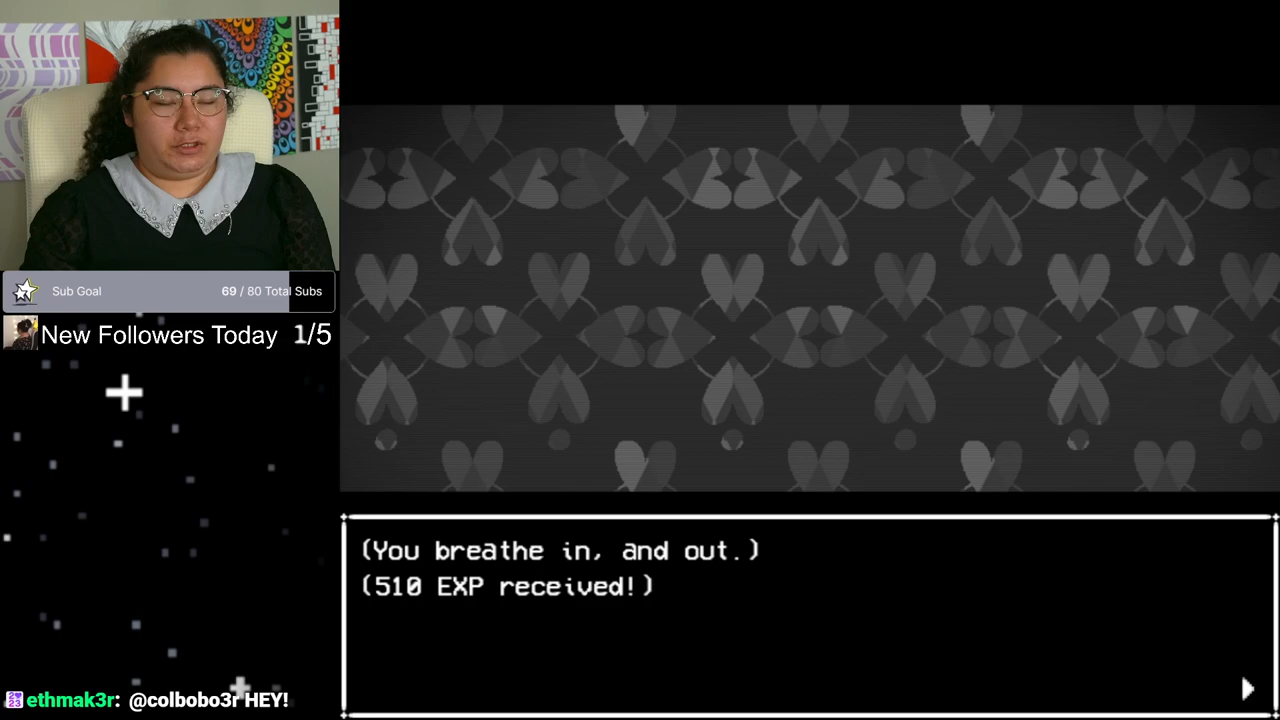 Sub Goal 69 / 80 Total Subs
New Followers Today 1/5
(You breathe in, and out.)
(510 EXP received!)
ethmak3r: @colbobo3r HEY!